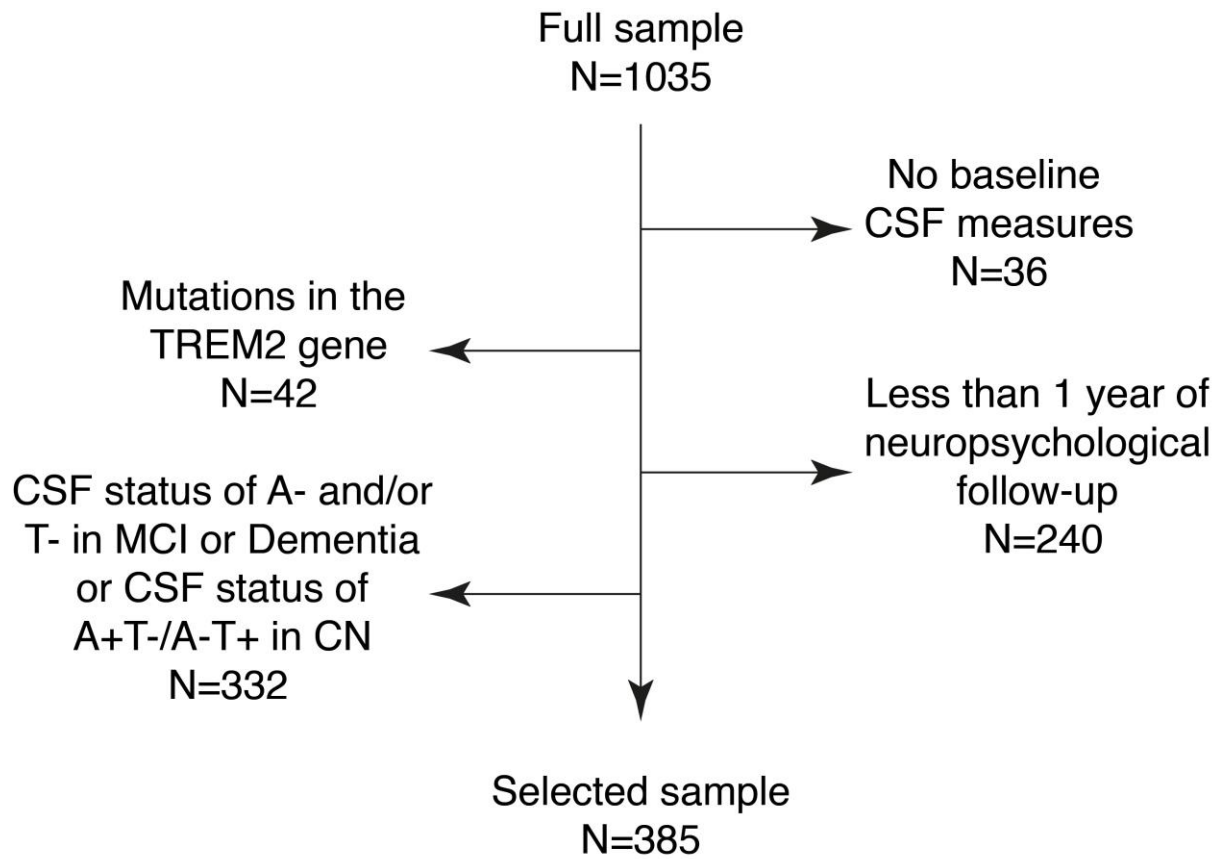 Full sample
N=1035
No baseline
CSF measures
N=36
Mutations in the
TREM2 gene
N=42
Less than 1 year of
neuropsychological
follow-up
N=240
CSF status of A- and/or
T- in MCI or Dementia
or CSF status of
A+T-/A-T+ in CN
N=332
Selected sample
N=385